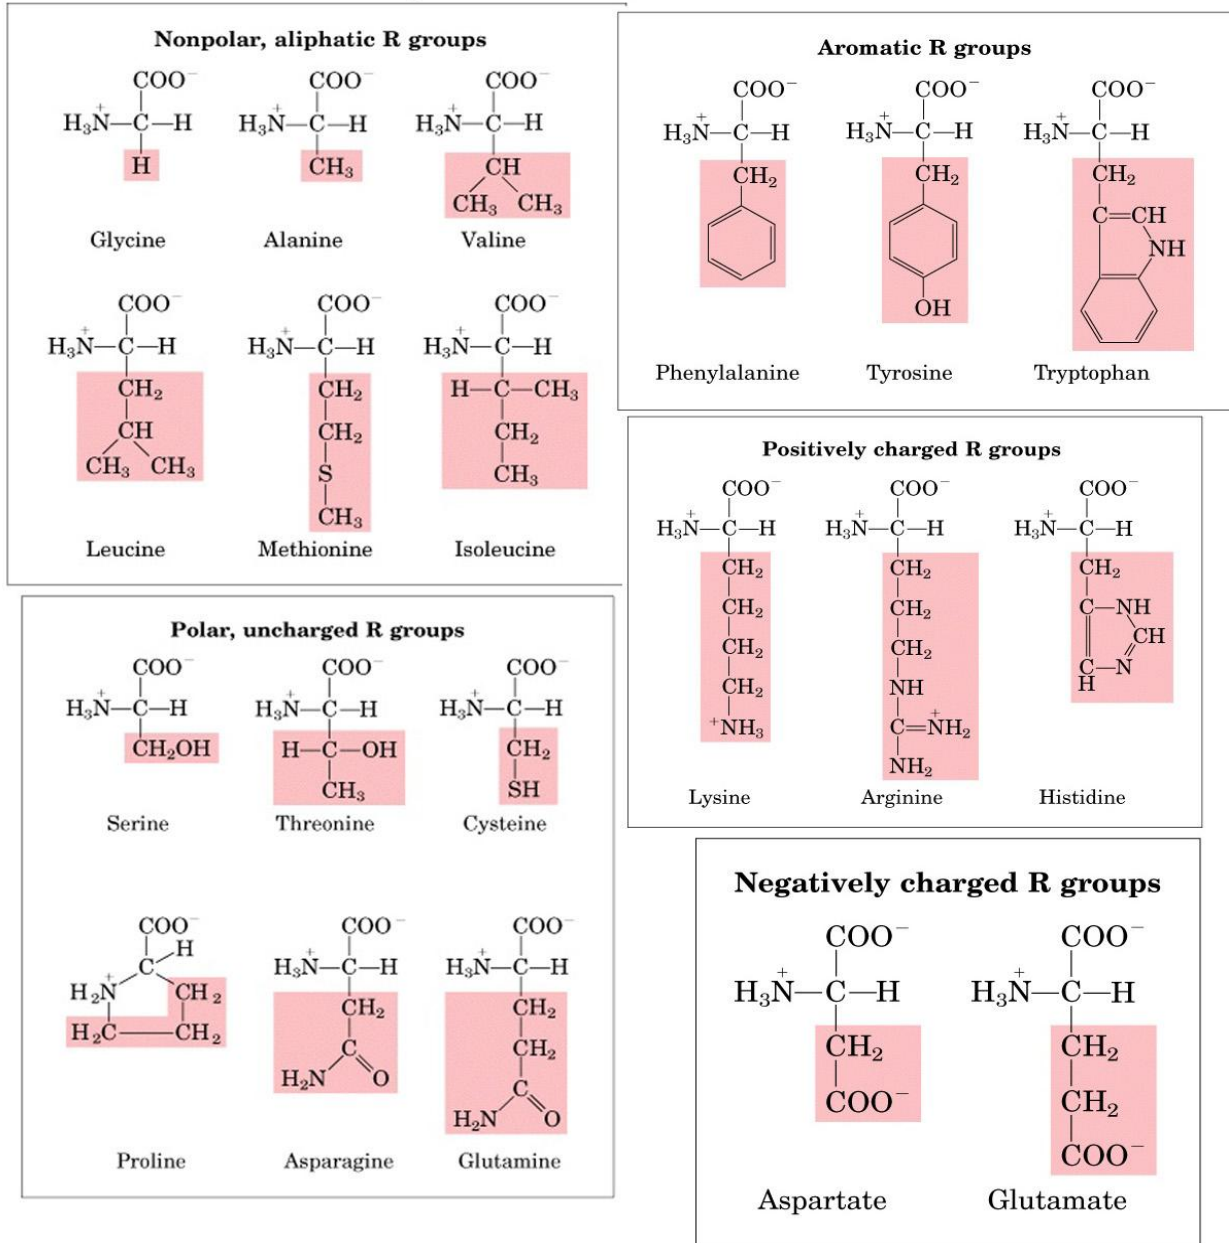 Nonpolar, aliphatic R groups
COO⁻ COO⁻ COO⁻
H₃N⁺—C—H H₃N⁺—C—H H₃N⁺—C—H
H CH₃ CH
CH₃ CH₃
Glycine Alanine Valine
COO⁻ COO⁻ COO⁻
H₃N⁺—C—H H₃N⁺—C—H H₃N⁺—C—H
CH₂ CH₂ H—C—CH₃
CH CH₂ CH₂
CH₃ CH₃ S CH₃
CH₃
Leucine Methionine Isoleucine
Aromatic R groups
COO⁻ COO⁻ COO⁻
H₃N⁺—C—H H₃N⁺—C—H H₃N⁺—C—H
CH₂ CH₂ CH₂
C=CH
NH
OH
Phenylalanine Tyrosine Tryptophan
Positively charged R groups
COO⁻ COO⁻ COO⁻
H₃N⁺—C—H H₃N⁺—C—H H₃N⁺—C—H
CH₂ CH₂ CH₂
CH₂ CH₂ C—NH
CH₂ CH₂ CH
CH₂ NH C—N
H
⁺NH₃ C=N⁺H₂
NH₂
Lysine Arginine Histidine
Polar, uncharged R groups
COO⁻ COO⁻ COO⁻
H₃N⁺—C—H H₃N⁺—C—H H₃N⁺—C—H
CH₂OH H—C—OH CH₂
CH₃ SH
Serine Threonine Cysteine
COO⁻ COO⁻ COO⁻
H
C H₃N⁺—C—H H₃N⁺—C—H
H₂N⁺ CH₂ CH₂ CH₂
H₂C CH₂ C CH₂
H₂N O C
H₂N O
Proline Asparagine Glutamine
Negatively charged R groups
COO⁻ COO⁻
H₃N⁺—C—H H₃N⁺—C—H
CH₂ CH₂
COO⁻ CH₂
COO⁻
Aspartate Glutamate